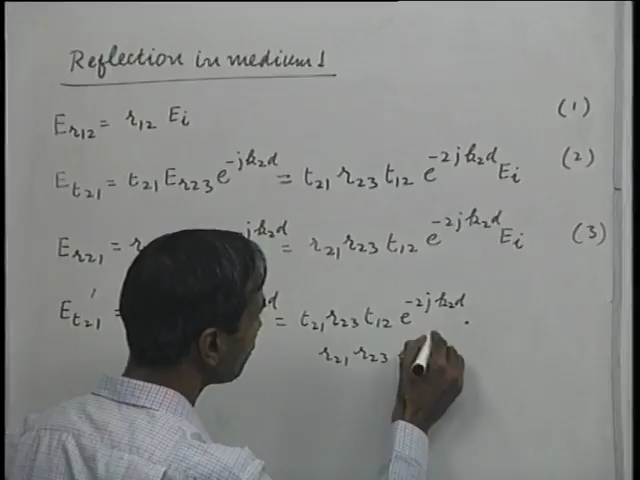 Reflection in medium 1
E_{r12} = r_{12} E_i (1)
E_{t21} = t_{21} E_{r23} e^{-jk_2d} = t_{21} r_{23} t_{12} e^{-2jk_2d} E_i (2)
E_{r21} = r jk_2d = r_{21} r_{23} t_{12} e^{-2jk_2d} E_i (3)
E_{t21}' = d = t_{21} r_{23} t_{12} e^{-2jk_2d} .
r_{21} r_{23}